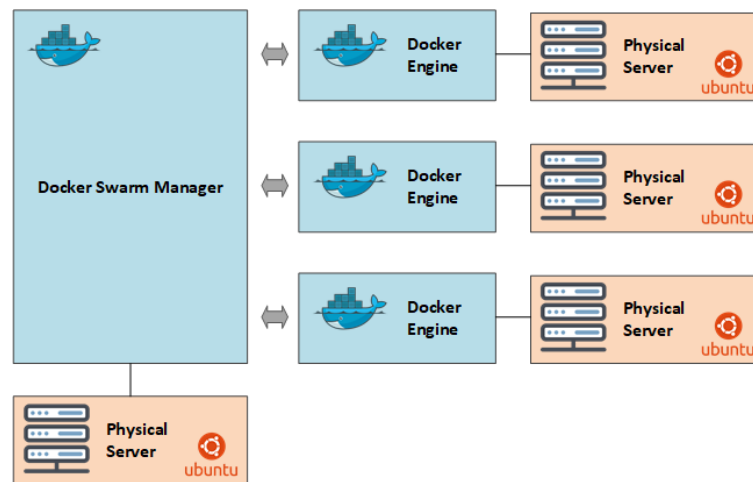 Docker
Engine
Physical
Server
ubuntu
Docker Swarm Manager
Docker
Engine
Physical
Server
ubuntu
Docker
Engine
Physical
Server
ubuntu
Physical
Server
ubuntu